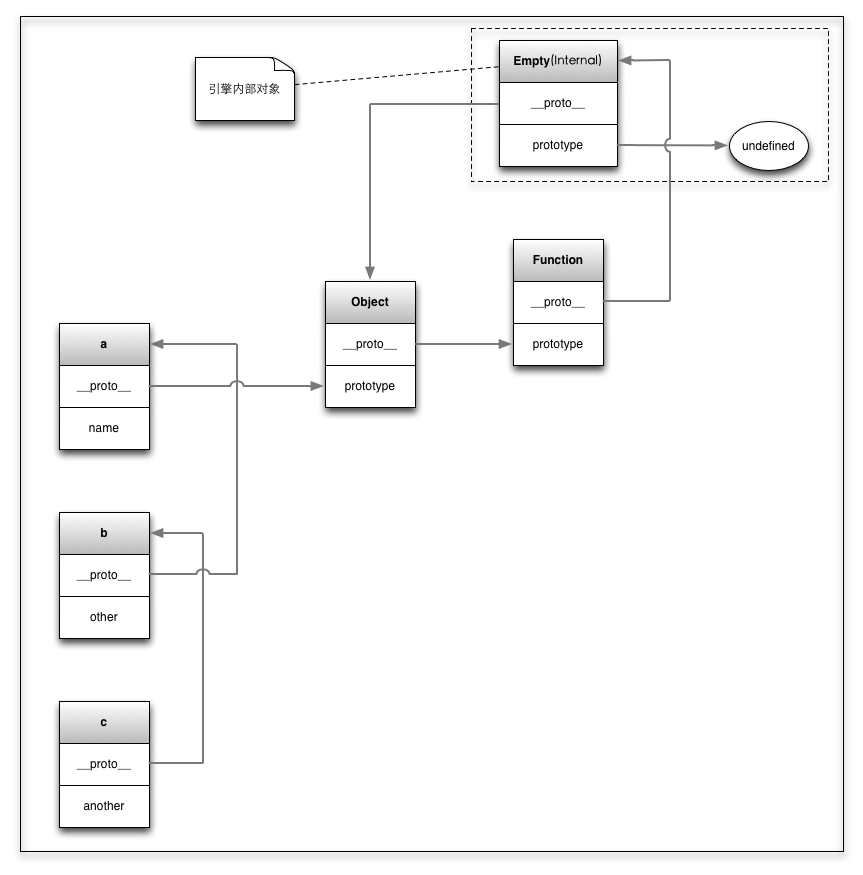 Empty(Internal)
引擎内部对象
__proto__
prototype
undefined
Function
__proto__
prototype
Object
__proto__
prototype
a
__proto__
name
b
__proto__
other
c
__proto__
another